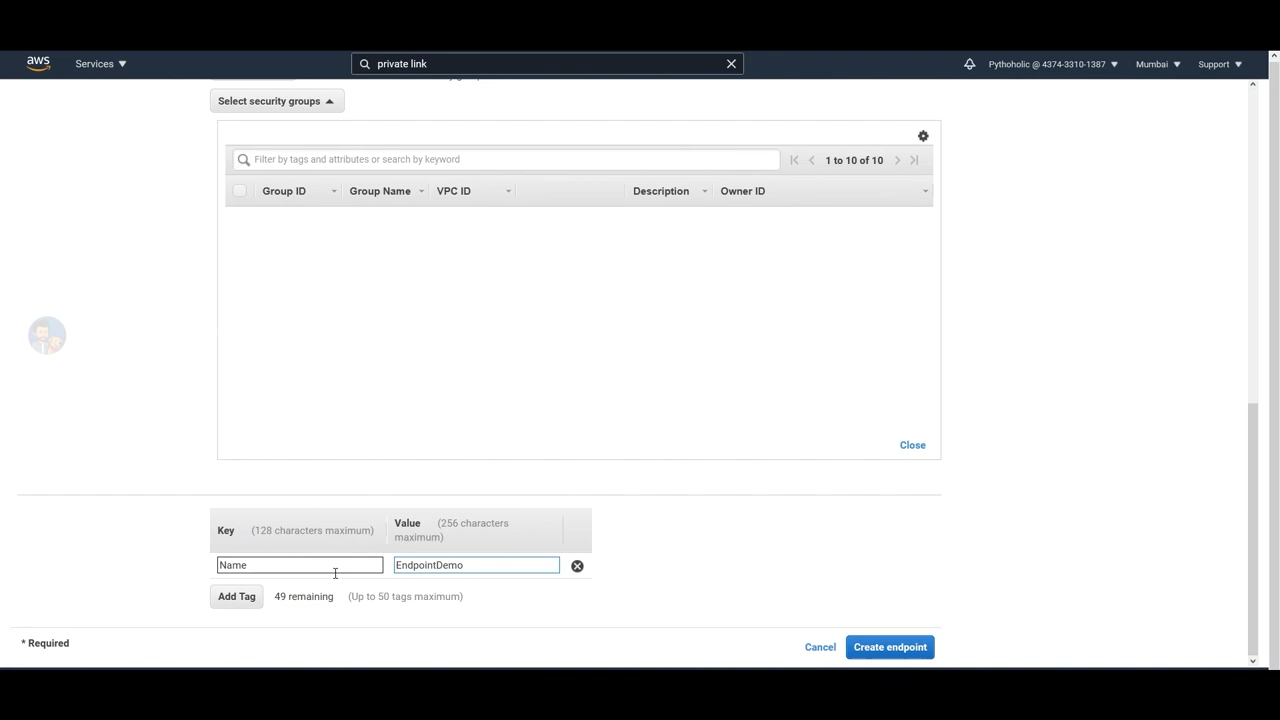 aws Services private link Pythoholic @ 4374-3310-1387 Mumbai Support
Select security groups
Filter by tags and attributes or search by keyword 1 to 10 of 10
Group ID Group Name VPC ID Description Owner ID
Close
Key (128 characters maximum) Value (256 characters
maximum)
Name EndpointDemo
Add Tag 49 remaining (Up to 50 tags maximum)
* Required Cancel Create endpoint